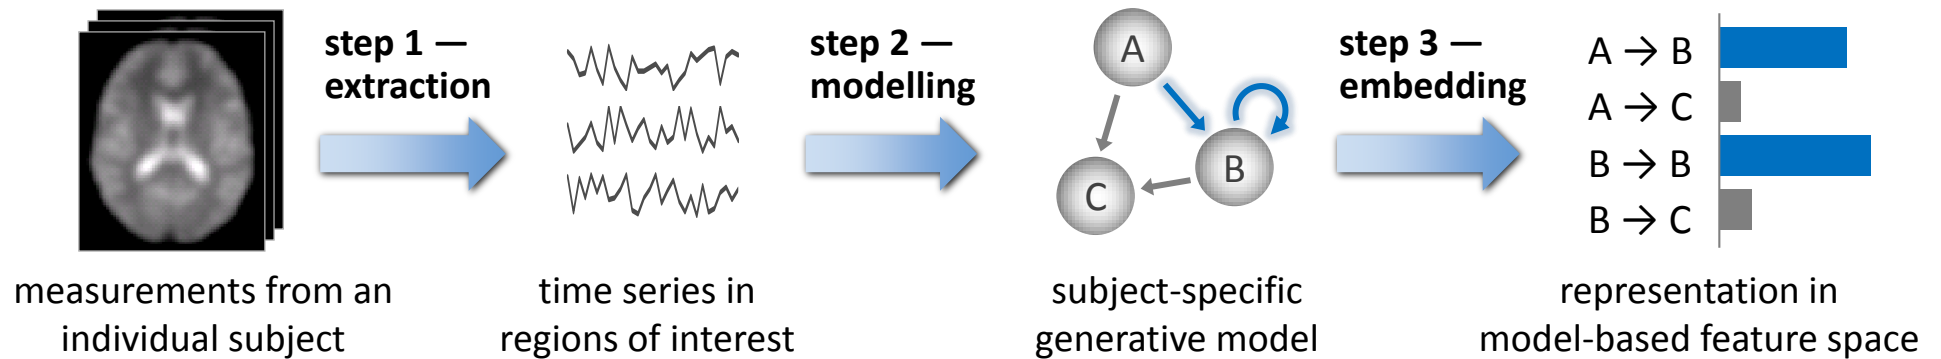 step 1 —
extraction
step 2 —
modelling
step 3 —
embedding
A
B
C
A → B
A → C
B → B
B → C
measurements from an
individual subject
time series in
regions of interest
subject-specific
generative model
representation in
model-based feature space